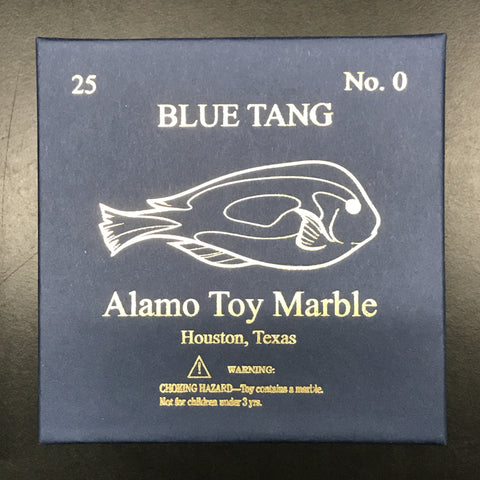 25
No. 0
BLUE TANG
Alamo Toy Marble
Houston, Texas
WARNING:
CHOKING HAZARD—Toy contains a marble.
Not for children under 3 yrs.